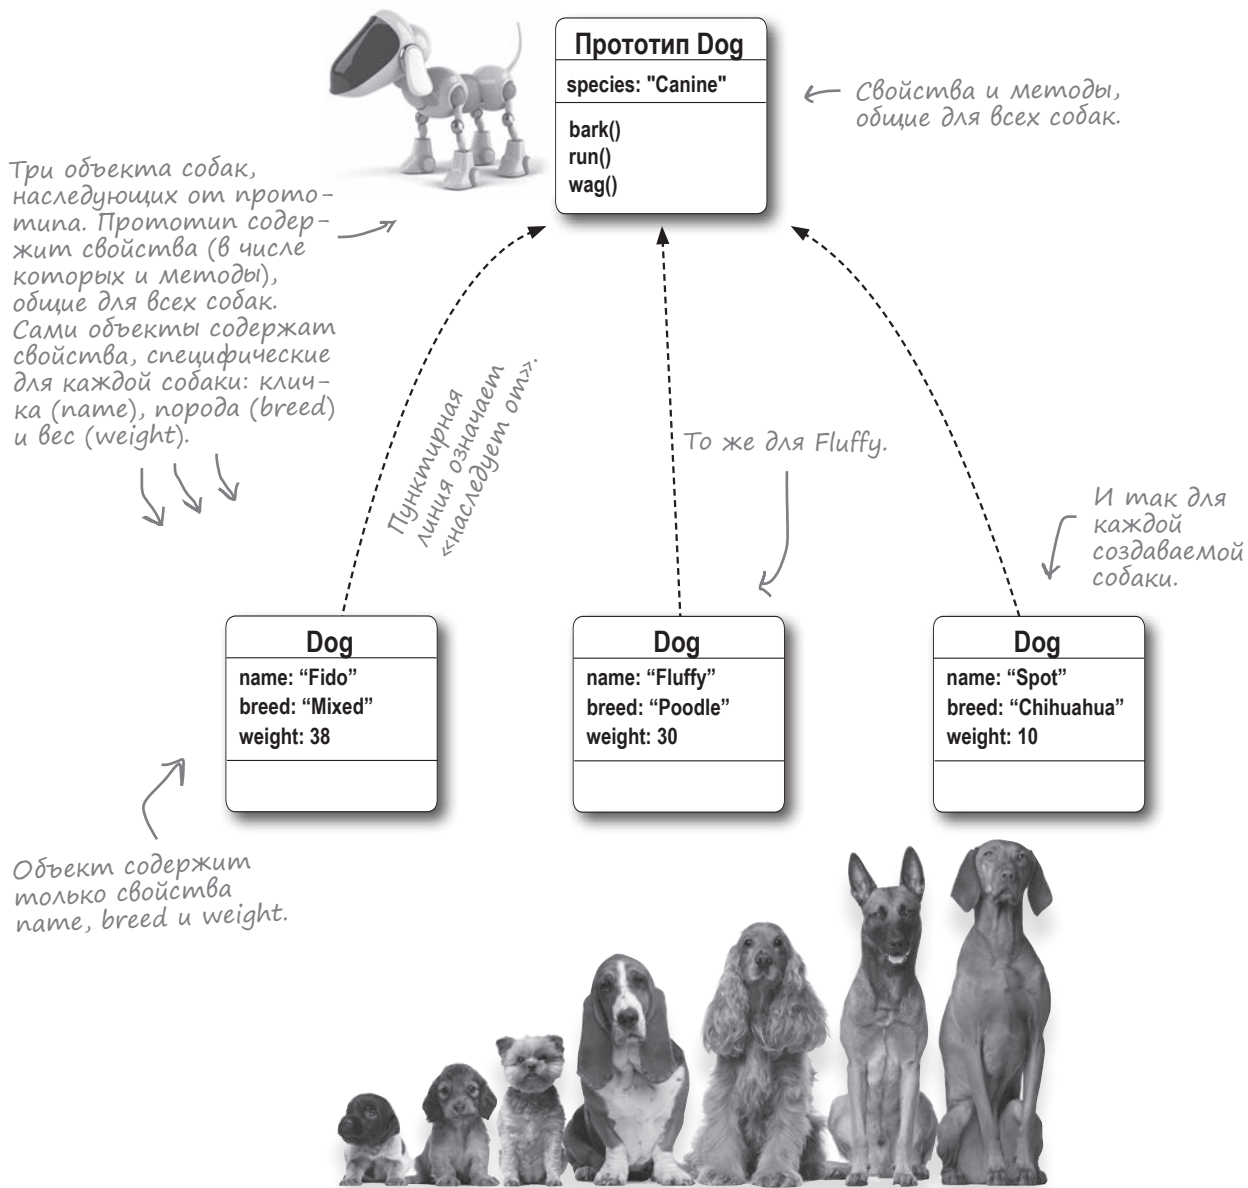 Прототип Dog
species: "Canine"
bark()
run()
wag()
Свойства и методы,
общие для всех собак.
Три объекта собак,
наследующих от прото-
типа. Прототип содер-
жит свойства (в числе
которых и методы),
общие для всех собак.
Сами объекты содержат
свойства, специфические
для каждой собаки: клич-
ка (name), порода (breed)
и вес (weight).
Пунктирная
линия означает
«наследует от».
То же для Fluffy.
И так для
каждой
создаваемой
собаки.
Dog
name: “Fido”
breed: “Mixed”
weight: 38
Dog
name: “Fluffy”
breed: “Poodle”
weight: 30
Dog
name: “Spot”
breed: “Chihuahua”
weight: 10
Объект содержит
только свойства
name, breed и weight.